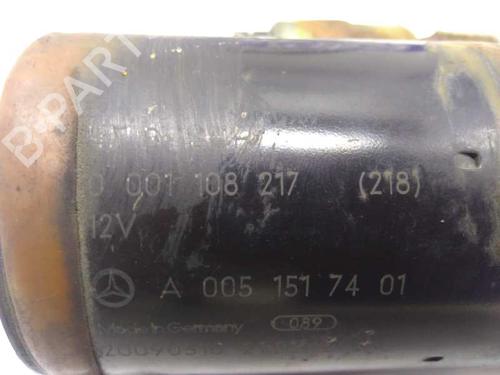 B-PARTS
0 001 108 217 (218)
12V
A 005 151 74 01
Made in Germany 089